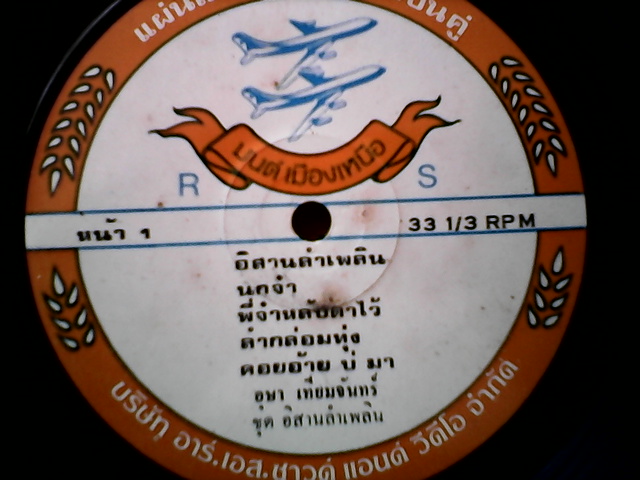 มนต์เมืองเหนือ
R S
หน้า 1
33 1/3 RPM
อีสานลำเพลิน
นกจ๋า
พี่จ๋าหลับตาไว้
ลำกล่อมทุ่ง
คอยอ้าย บ่ มา
อุษา เทียมจันทร์
ชุด อีสานลำเพลิน
บริษัท อาร์.เอส.ซาวด์ แอนด์ วีดีโอ จำกัด